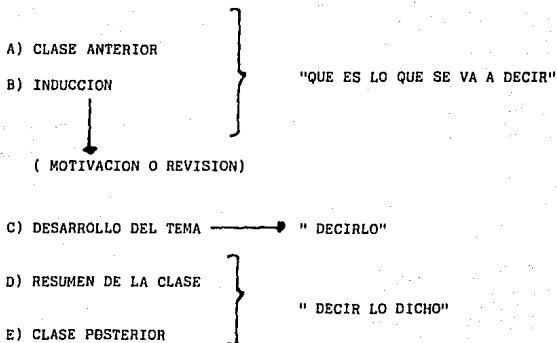 A) CLASE ANTERIOR
B) INDUCCION
"QUE ES LO QUE SE VA A DECIR"
( MOTIVACION O REVISION)
C) DESARROLLO DEL TEMA
" DECIRLO"
D) RESUMEN DE LA CLASE
" DECIR LO DICHO"
E) CLASE POSTERIOR